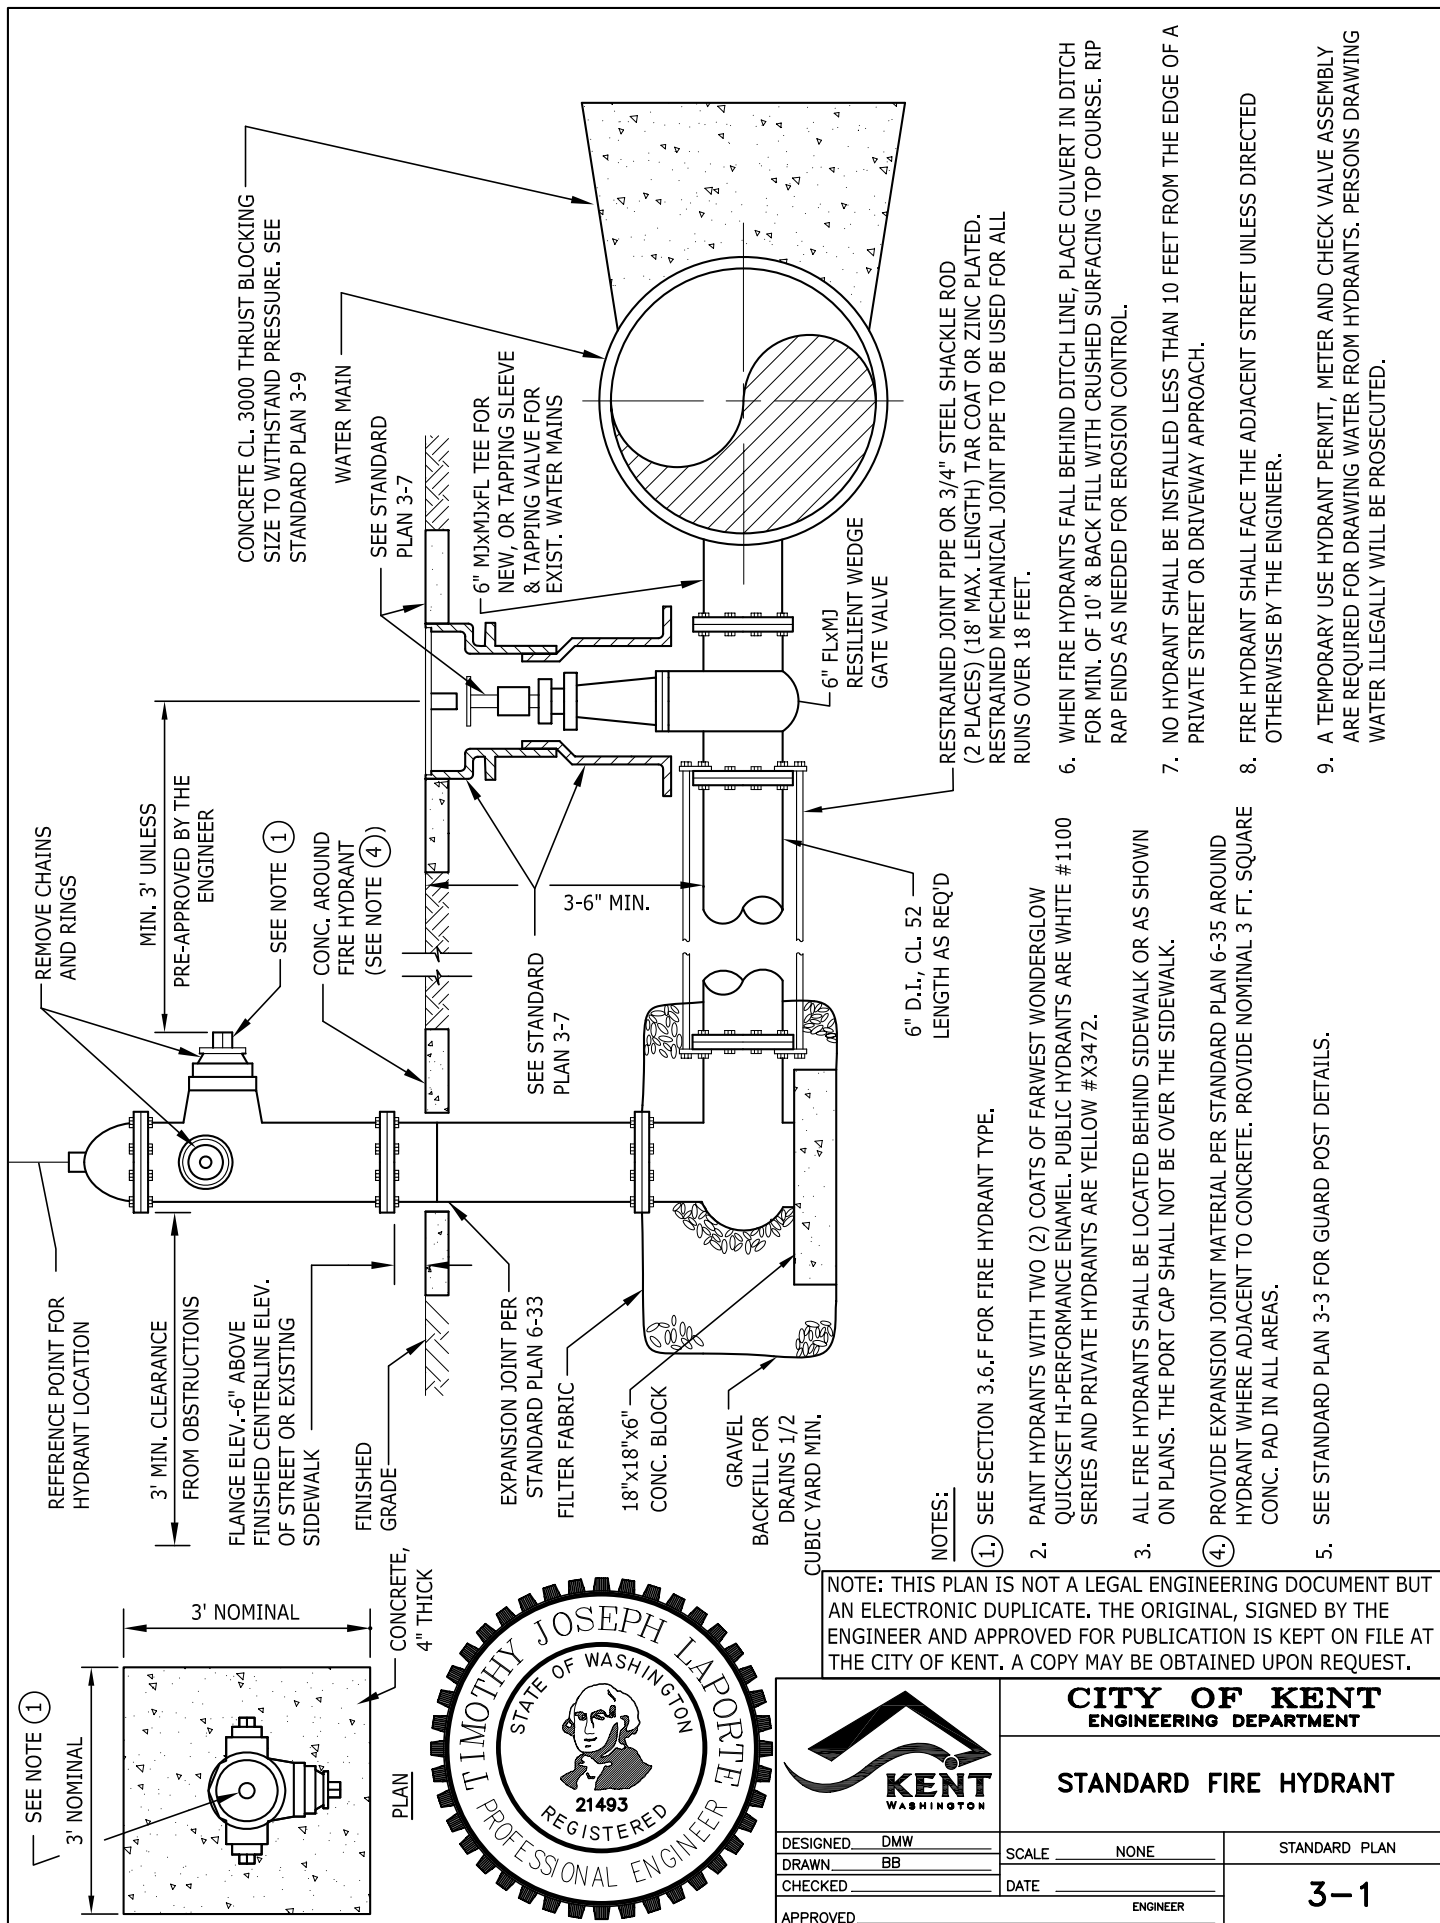 REFERENCE POINT FOR
HYDRANT LOCATION
REMOVE CHAINS
AND RINGS
MIN. 3' UNLESS
PRE-APPROVED BY THE
ENGINEER
SEE NOTE 1
CONC. AROUND
FIRE HYDRANT
(SEE NOTE 4)
CONCRETE CL. 3000 THRUST BLOCKING
SIZE TO WITHSTAND PRESSURE. SEE
STANDARD PLAN 3-9
WATER MAIN
SEE STANDARD
PLAN 3-7
6" MJxMJxFL TEE FOR
NEW, OR TAPPING SLEEVE
& TAPPING VALVE FOR
EXIST. WATER MAINS
3' MIN. CLEARANCE
FROM OBSTRUCTIONS
FLANGE ELEV.-6" ABOVE
FINISHED CENTERLINE ELEV.
OF STREET OR EXISTING
SIDEWALK
FINISHED
GRADE
3-6" MIN.
SEE STANDARD
PLAN 3-7
6" FLxMJ
RESILIENT WEDGE
GATE VALVE
EXPANSION JOINT PER
STANDARD PLAN 6-33
FILTER FABRIC
18"x18"x6"
CONC. BLOCK
GRAVEL
BACKFILL FOR
DRAINS 1/2
CUBIC YARD MIN.
6" D.I., CL. 52
LENGTH AS REQ'D
RESTRAINED JOINT PIPE OR 3/4" STEEL SHACKLE ROD
(2 PLACES) (18' MAX. LENGTH) TAR COAT OR ZINC PLATED.
RESTRAINED MECHANICAL JOINT PIPE TO BE USED FOR ALL
RUNS OVER 18 FEET.
SEE NOTE 1
3' NOMINAL
3' NOMINAL
CONCRETE,
4" THICK
PLAN
NOTES:
1. SEE SECTION 3.6.F FOR FIRE HYDRANT TYPE.
2. PAINT HYDRANTS WITH TWO (2) COATS OF FARWEST WONDERGLOW
QUICKSET HI-PERFORMANCE ENAMEL. PUBLIC HYDRANTS ARE WHITE #1100
SERIES AND PRIVATE HYDRANTS ARE YELLOW #X3472.
3. ALL FIRE HYDRANTS SHALL BE LOCATED BEHIND SIDEWALK OR AS SHOWN
ON PLANS. THE PORT CAP SHALL NOT BE OVER THE SIDEWALK.
4. PROVIDE EXPANSION JOINT MATERIAL PER STANDARD PLAN 6-35 AROUND
HYDRANT WHERE ADJACENT TO CONCRETE. PROVIDE NOMINAL 3 FT. SQUARE
CONC. PAD IN ALL AREAS.
5. SEE STANDARD PLAN 3-3 FOR GUARD POST DETAILS.
6. WHEN FIRE HYDRANTS FALL BEHIND DITCH LINE, PLACE CULVERT IN DITCH
FOR MIN. OF 10' & BACK FILL WITH CRUSHED SURFACING TOP COURSE. RIP
RAP ENDS AS NEEDED FOR EROSION CONTROL.
7. NO HYDRANT SHALL BE INSTALLED LESS THAN 10 FEET FROM THE EDGE OF A
PRIVATE STREET OR DRIVEWAY APPROACH.
8. FIRE HYDRANT SHALL FACE THE ADJACENT STREET UNLESS DIRECTED
OTHERWISE BY THE ENGINEER.
9. A TEMPORARY USE HYDRANT PERMIT, METER AND CHECK VALVE ASSEMBLY
ARE REQUIRED FOR DRAWING WATER FROM HYDRANTS. PERSONS DRAWING
WATER ILLEGALLY WILL BE PROSECUTED.
TIMOTHY JOSEPH LAPORTE
STATE OF WASHINGTON
21493
REGISTERED
PROFESSIONAL ENGINEER
NOTE: THIS PLAN IS NOT A LEGAL ENGINEERING DOCUMENT BUT
AN ELECTRONIC DUPLICATE. THE ORIGINAL, SIGNED BY THE
ENGINEER AND APPROVED FOR PUBLICATION IS KEPT ON FILE AT
THE CITY OF KENT. A COPY MAY BE OBTAINED UPON REQUEST.
KENT
WASHINGTON
CITY OF KENT
ENGINEERING DEPARTMENT
STANDARD FIRE HYDRANT
DESIGNED DMW
DRAWN BB
CHECKED
APPROVED
SCALE NONE
DATE
ENGINEER
STANDARD PLAN
3-1